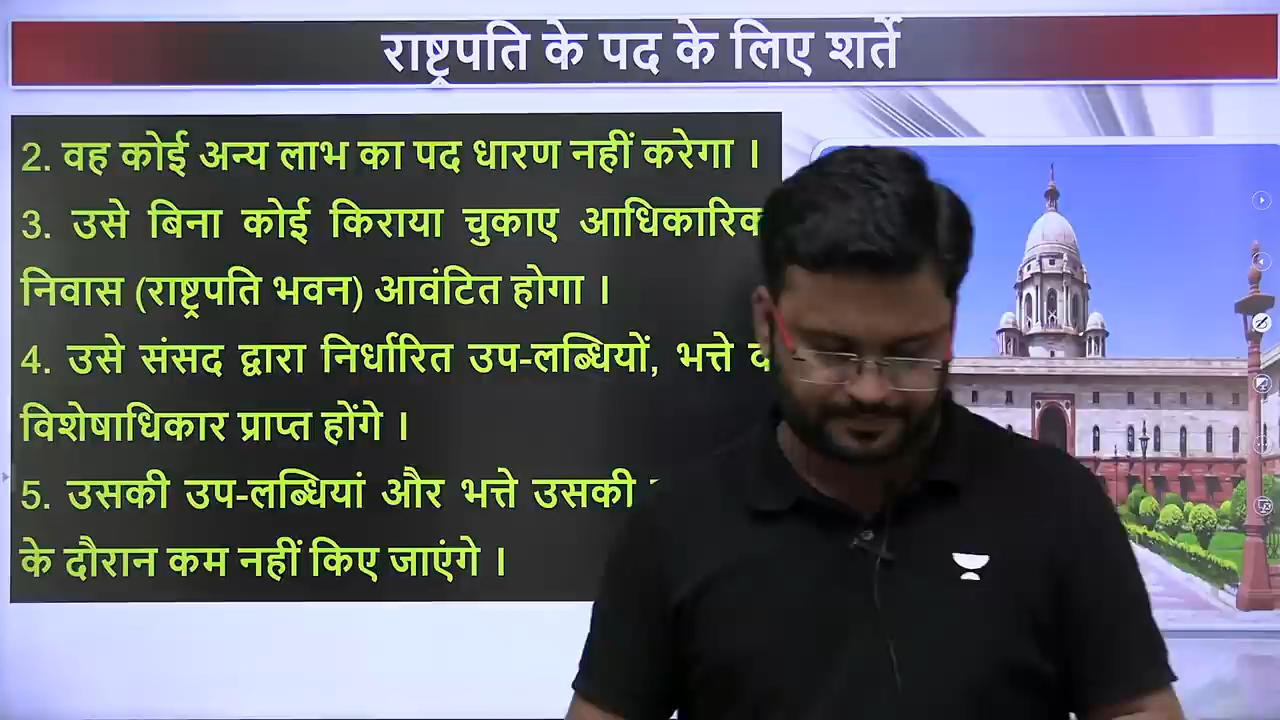 राष्ट्रपति के पद के लिए शर्ते
2. वह कोई अन्य लाभ का पद धारण नहीं करेगा ।
3. उसे बिना कोई किराया चुकाए
निवास (राष्ट्रपति भवन) आवंटित होगा ।
4. उसे संसद द्वारा निर्धारित उप-लब्धियों, भत्ते
विशेषाधिकार प्राप्त होंगे ।
5. उसकी उप-लब्धियां और भत्ते उसकी
के दौरान कम नहीं किए जाएंगे ।